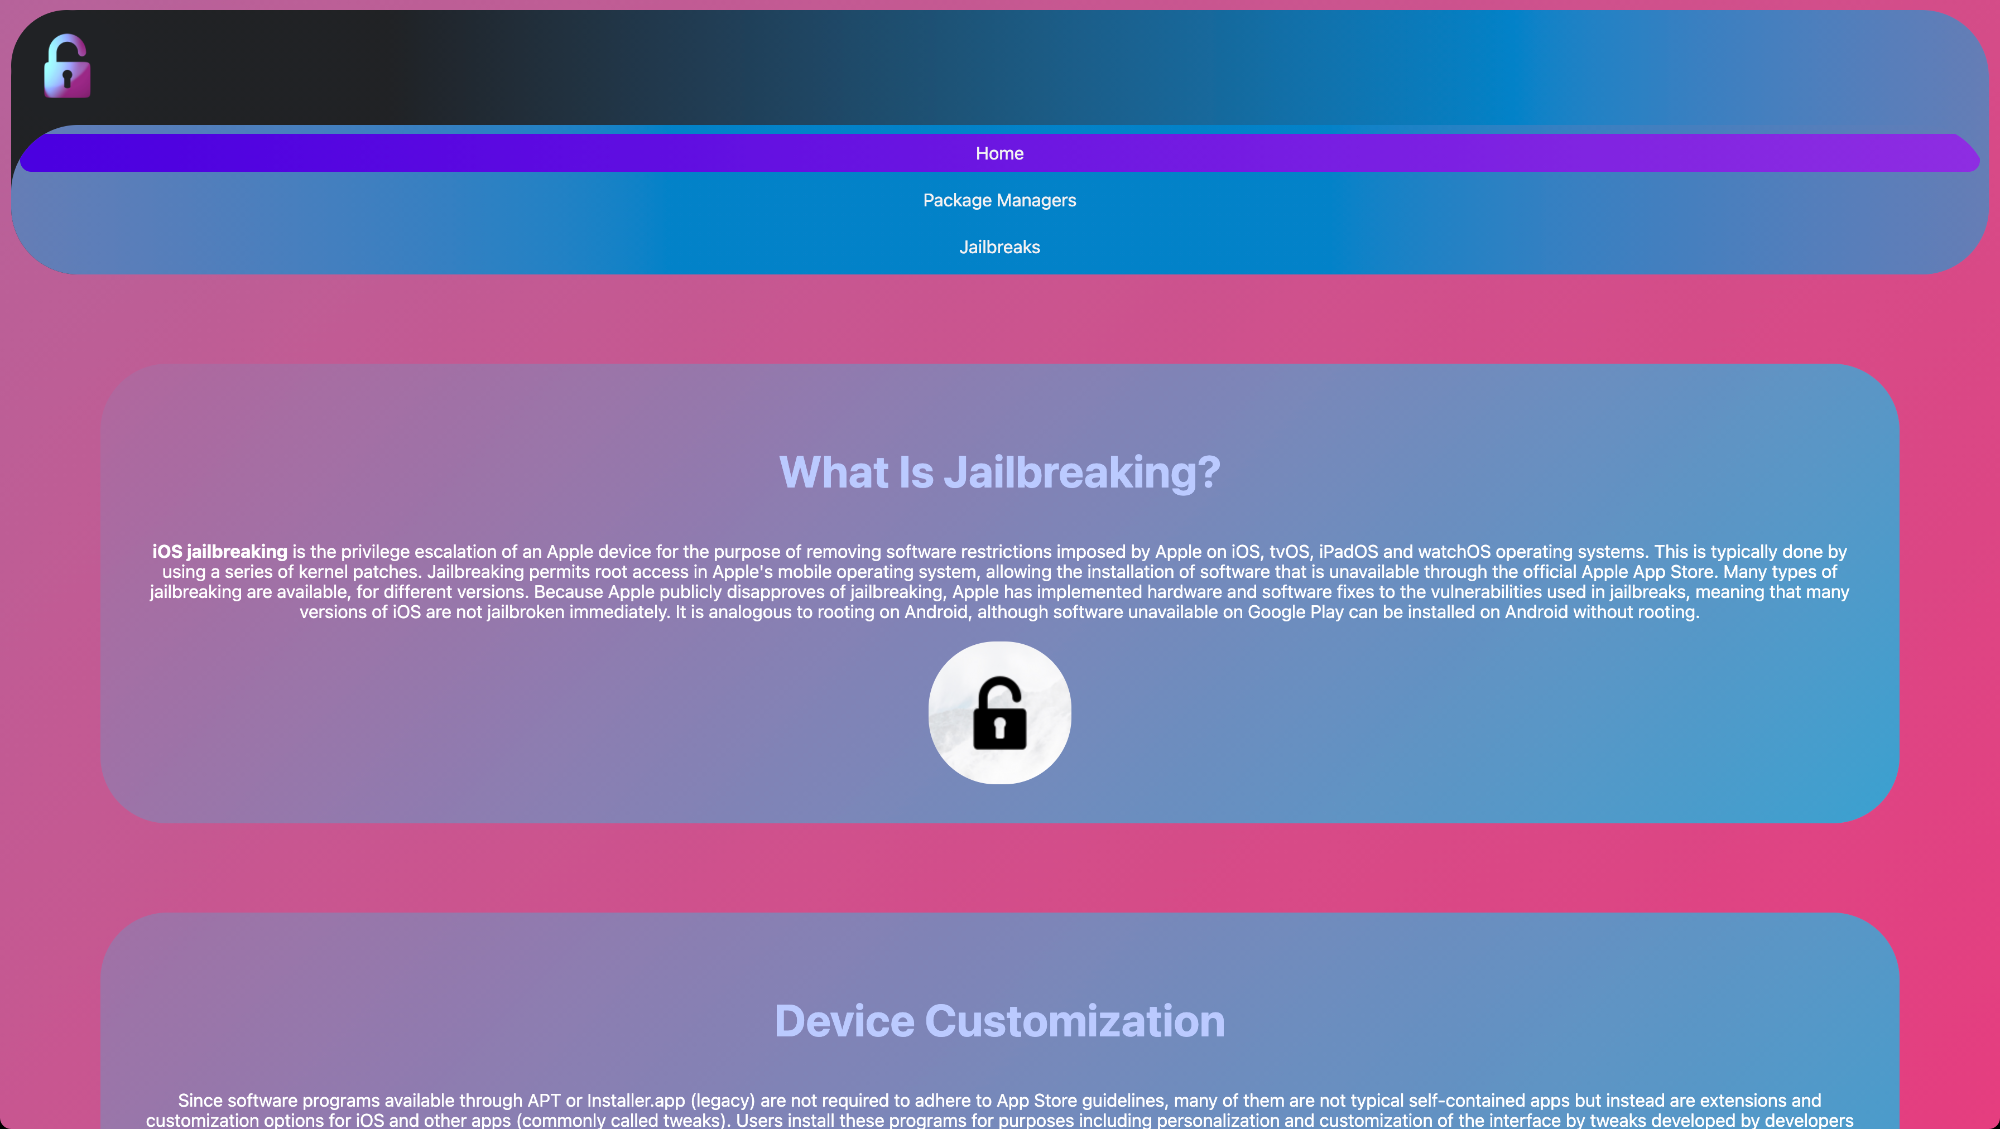 Home
Package Managers
Jailbreaks
What Is Jailbreaking?
iOS jailbreaking is the privilege escalation of an Apple device for the purpose of removing software restrictions imposed by Apple on iOS, tvOS, iPadOS and watchOS operating systems. This is typically done by
using a series of kernel patches. Jailbreaking permits root access in Apple's mobile operating system, allowing the installation of software that is unavailable through the official Apple App Store. Many types of
jailbreaking are available, for different versions. Because Apple publicly disapproves of jailbreaking, Apple has implemented hardware and software fixes to the vulnerabilities used in jailbreaks, meaning that many
versions of iOS are not jailbroken immediately. It is analogous to rooting on Android, although software unavailable on Google Play can be installed on Android without rooting.
Device Customization
Since software programs available through APT or Installer.app (legacy) are not required to adhere to App Store guidelines, many of them are not typical self-contained apps but instead are extensions and
customization options for iOS and other apps (commonly called tweaks). Users install these programs for purposes including personalization and customization of the interface by tweaks developed by developers